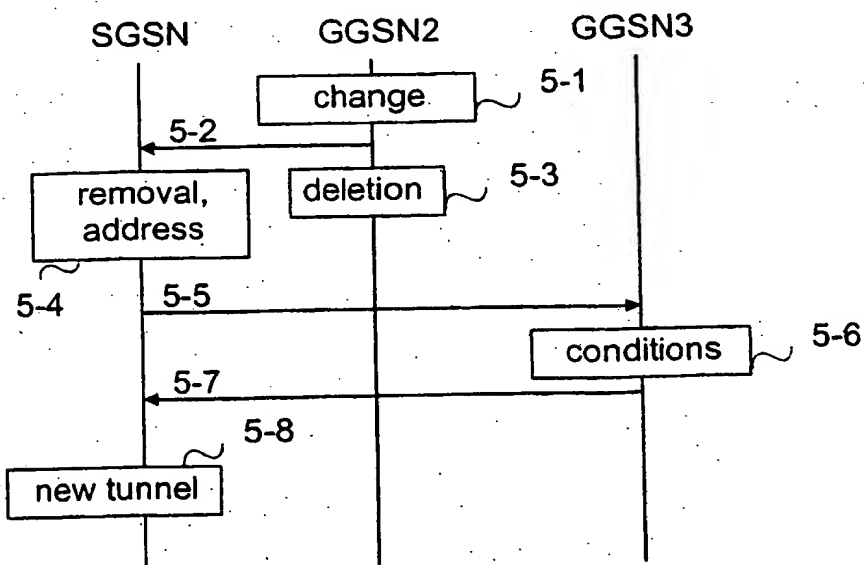 SGSN GGSN2 GGSN3
change 5-1
5-2
removal,
address
deletion 5-3
5-4 5-5
conditions 5-6
5-7
5-8
new tunnel